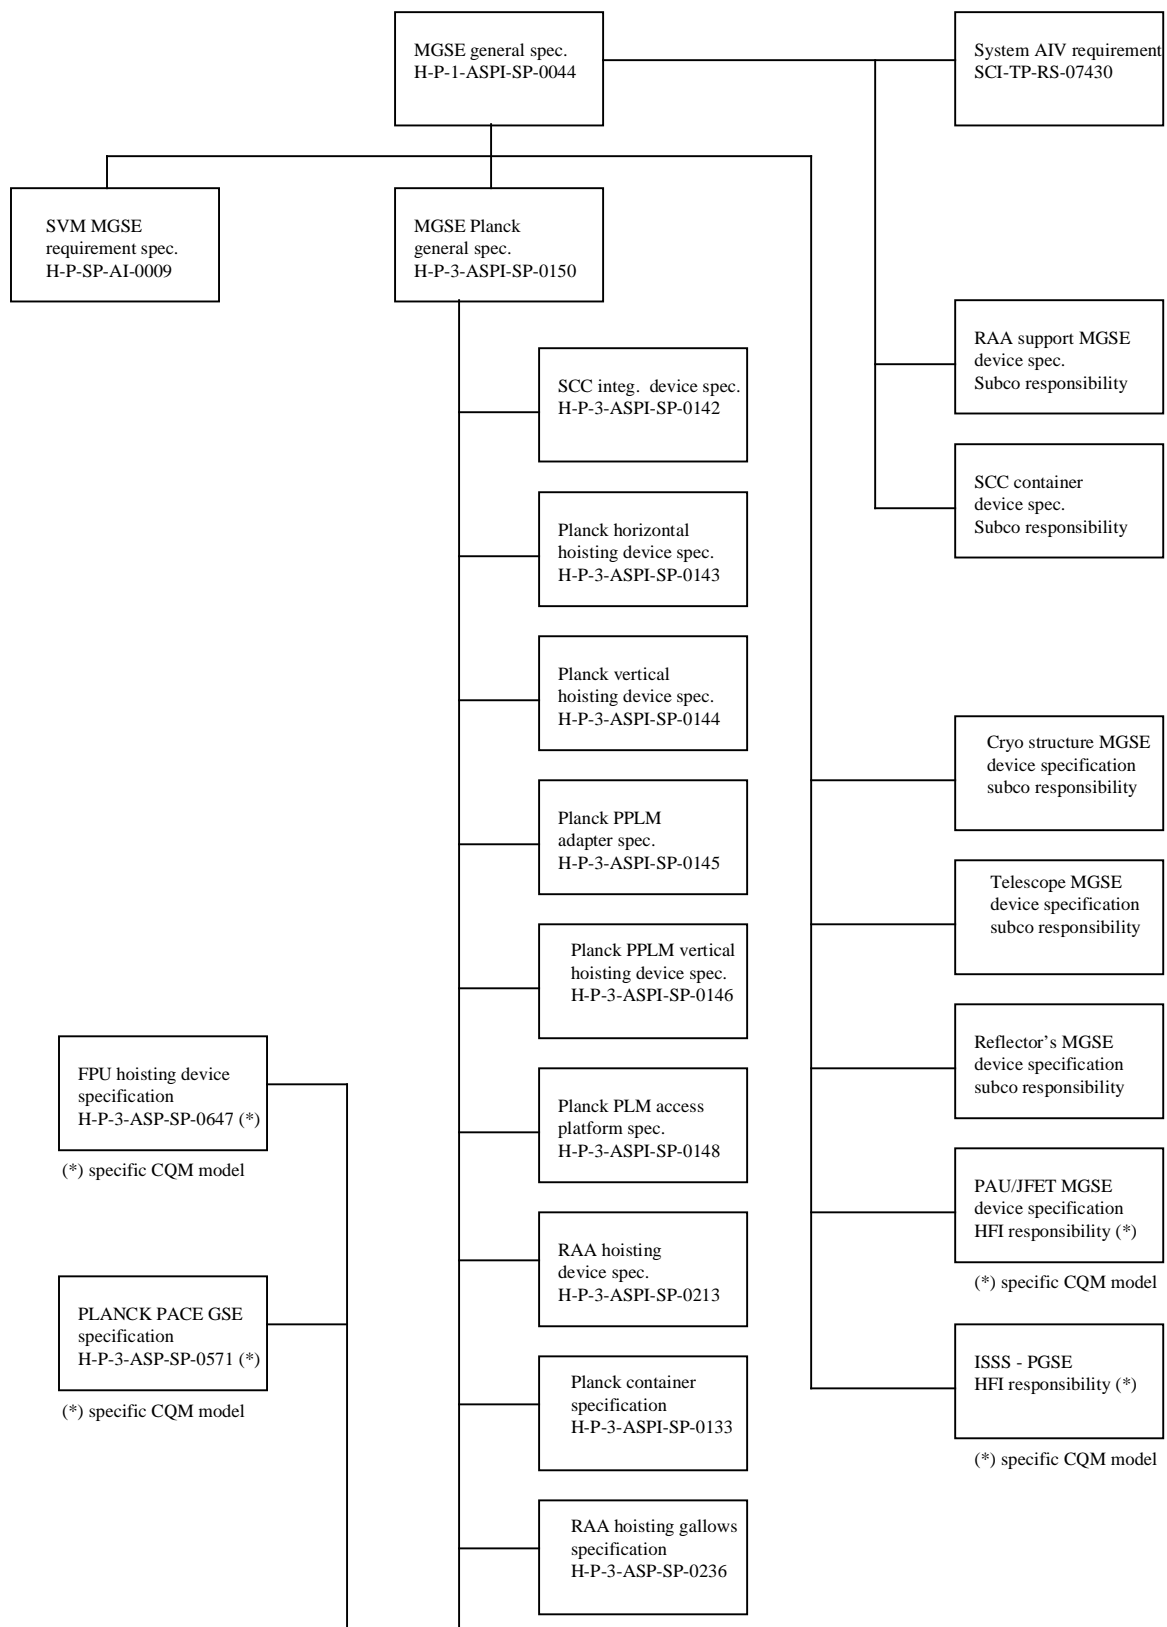 MGSE general spec.
H-P-1-ASPI-SP-0044
System AIV requirement
SCI-TP-RS-07430
SVM MGSE
requirement spec.
H-P-SP-AI-0009
MGSE Planck
general spec.
H-P-3-ASPI-SP-0150
RAA support MGSE
device spec.
Subco responsibility
SCC integ. device spec.
H-P-3-ASPI-SP-0142
SCC container
device spec.
Subco responsibility
Planck horizontal
hoisting device spec.
H-P-3-ASPI-SP-0143
Planck vertical
hoisting device spec.
H-P-3-ASPI-SP-0144
Cryo structure MGSE
device specification
subco responsibility
Planck PPLM
adapter spec.
H-P-3-ASPI-SP-0145
Telescope MGSE
device specification
subco responsibility
Planck PPLM vertical
hoisting device spec.
H-P-3-ASPI-SP-0146
Reflector’s MGSE
device specification
subco responsibility
FPU hoisting device
specification
H-P-3-ASP-SP-0647 (*)
(*) specific CQM model
Planck PLM access
platform spec.
H-P-3-ASPI-SP-0148
PAU/JFET MGSE
device specification
HFI responsibility (*)
(*) specific CQM model
RAA hoisting
device spec.
H-P-3-ASPI-SP-0213
PLANCK PACE GSE
specification
H-P-3-ASP-SP-0571 (*)
(*) specific CQM model
ISSS - PGSE
HFI responsibility (*)
(*) specific CQM model
Planck container
specification
H-P-3-ASPI-SP-0133
RAA hoisting gallows
specification
H-P-3-ASP-SP-0236